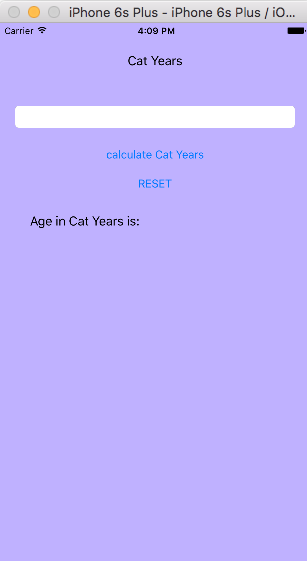 iPhone 6s Plus - iPhone 6s Plus / iO...
Carrier 4:09 PM
Cat Years
calculate Cat Years
RESET
Age in Cat Years is: